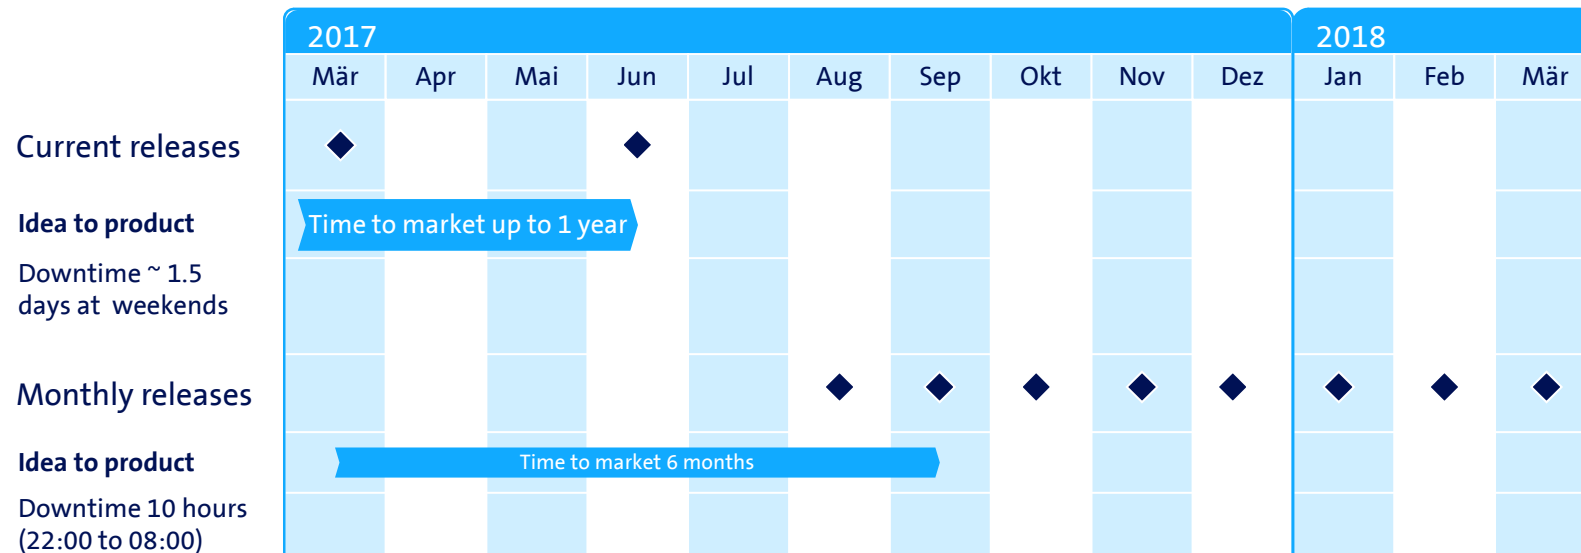 2017 2018
Mär Apr Mai Jun Jul Aug Sep Okt Nov Dez Jan Feb Mär
Current releases
Idea to product
Time to market up to 1 year
Downtime ~ 1.5
days at weekends
Monthly releases
Idea to product
Time to market 6 months
Downtime 10 hours
(22:00 to 08:00)